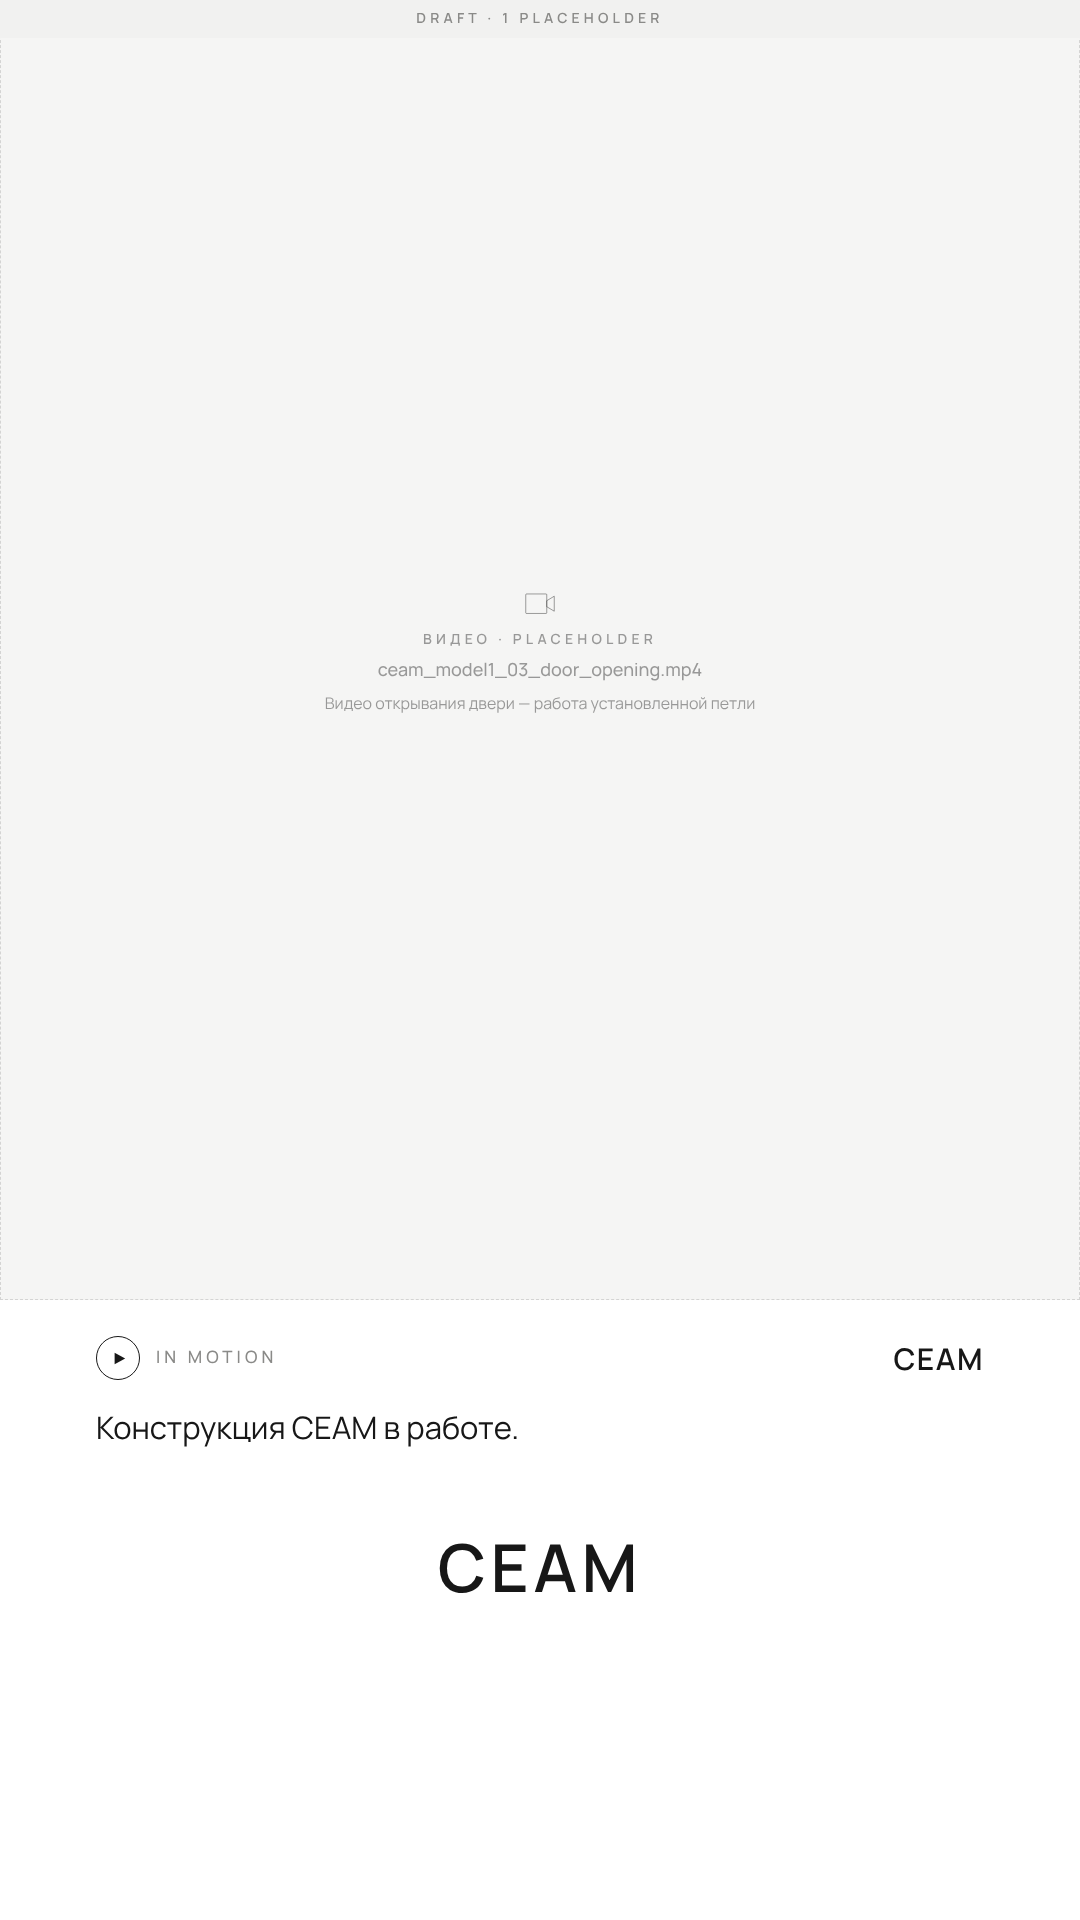 DRAFT · 1 PLACEHOLDER
ВИДЕО · PLACEHOLDER
ceam_model1_03_door_opening.mp4
Видео открывания двери — работа установленной петли
IN MOTION
CEAM
Конструкция CEAM в работе.
CEAM